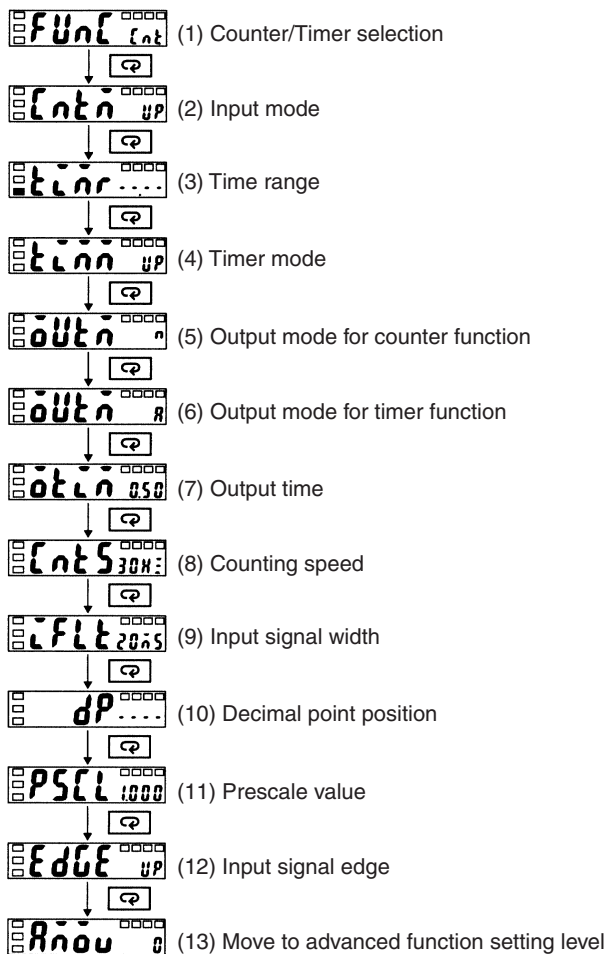 FUnC Cnt (1) Counter/Timer selection
Cntm UP (2) Input mode
timr --.-- (3) Time range
timm UP (4) Timer mode
oUtm n (5) Output mode for counter function
oUtm A (6) Output mode for timer function
otim 0.50 (7) Output time
CntS 30Hz (8) Counting speed
iFLt 20mS (9) Input signal width
dP ---- (10) Decimal point position
PSCL 1.000 (11) Prescale value
EdGE UP (12) Input signal edge
Amov 0 (13) Move to advanced function setting level